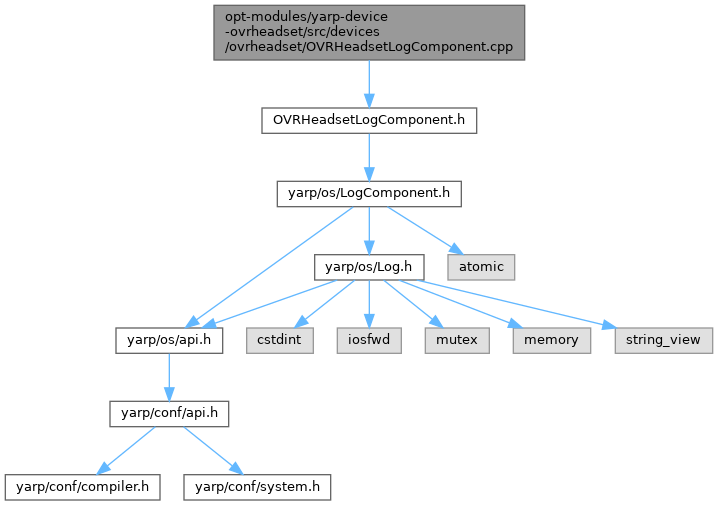 opt-modules/yarp-device
-ovrheadset/src/devices
/ovrheadset/OVRHeadsetLogComponent.cpp
OVRHeadsetLogComponent.h
yarp/os/LogComponent.h
yarp/os/Log.h
atomic
yarp/os/api.h
cstdint
iosfwd
mutex
memory
string_view
yarp/conf/api.h
yarp/conf/compiler.h
yarp/conf/system.h